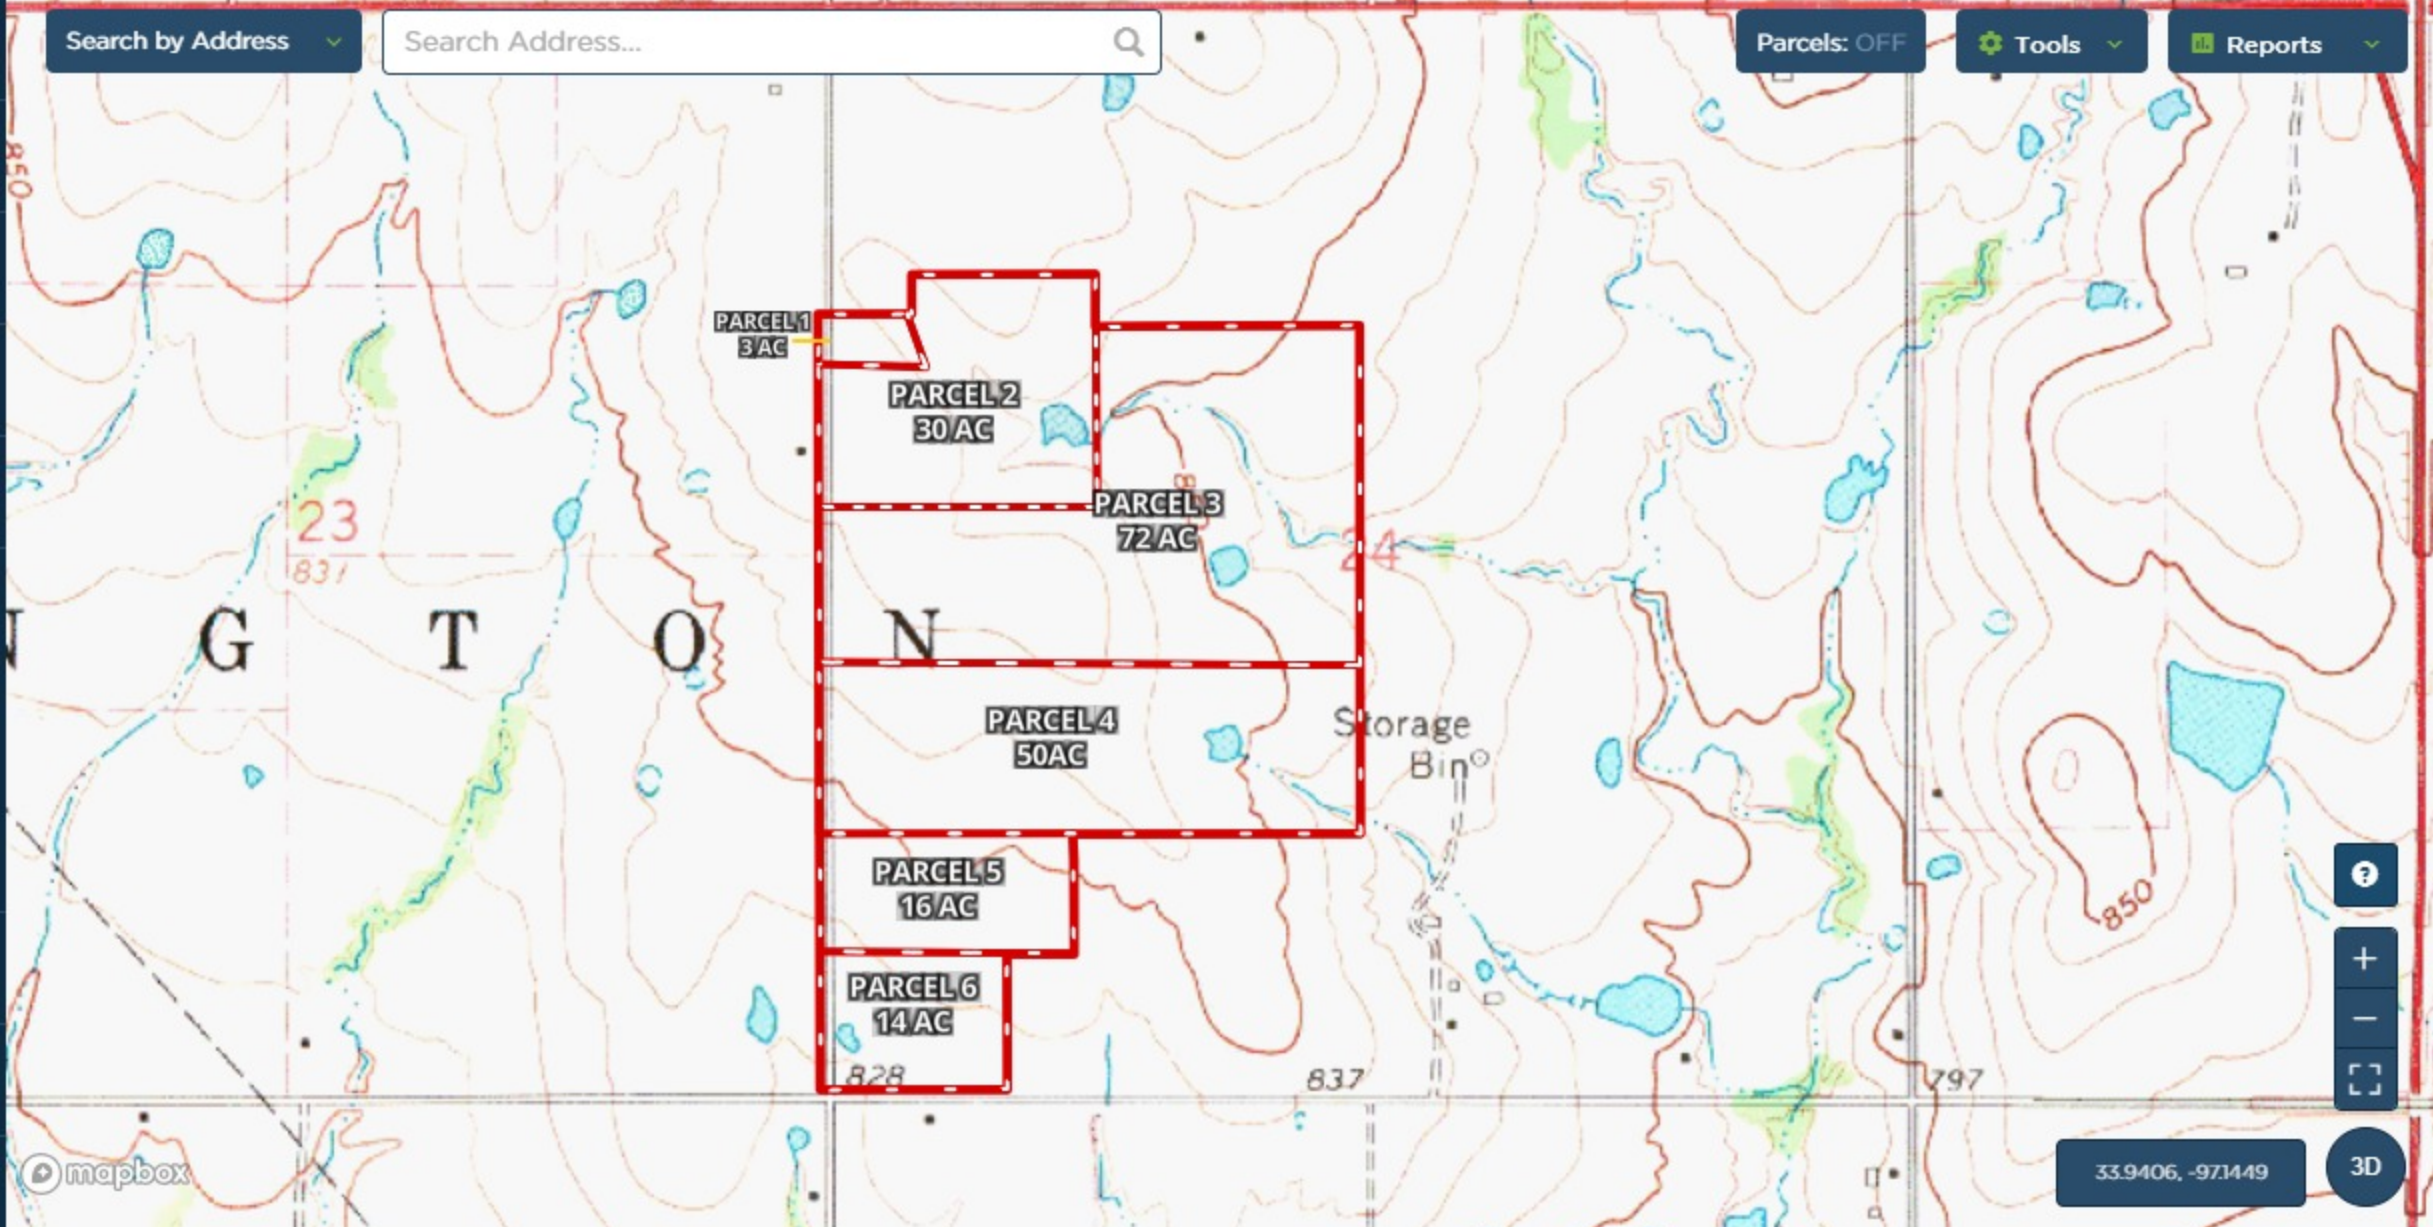 Search by Address
Search Address...
Parcels: OFF
Tools
Reports
850
PARCEL 1
3 AC
PARCEL 2
30 AC
PARCEL 3
72 AC
23
24
831
N G T O N
PARCEL 4
50AC
Storage
Bin
PARCEL 5
16 AC
850
?
+
−
PARCEL 6
14 AC
828
837
797
mapbox
33.9406, -97.1449
3D